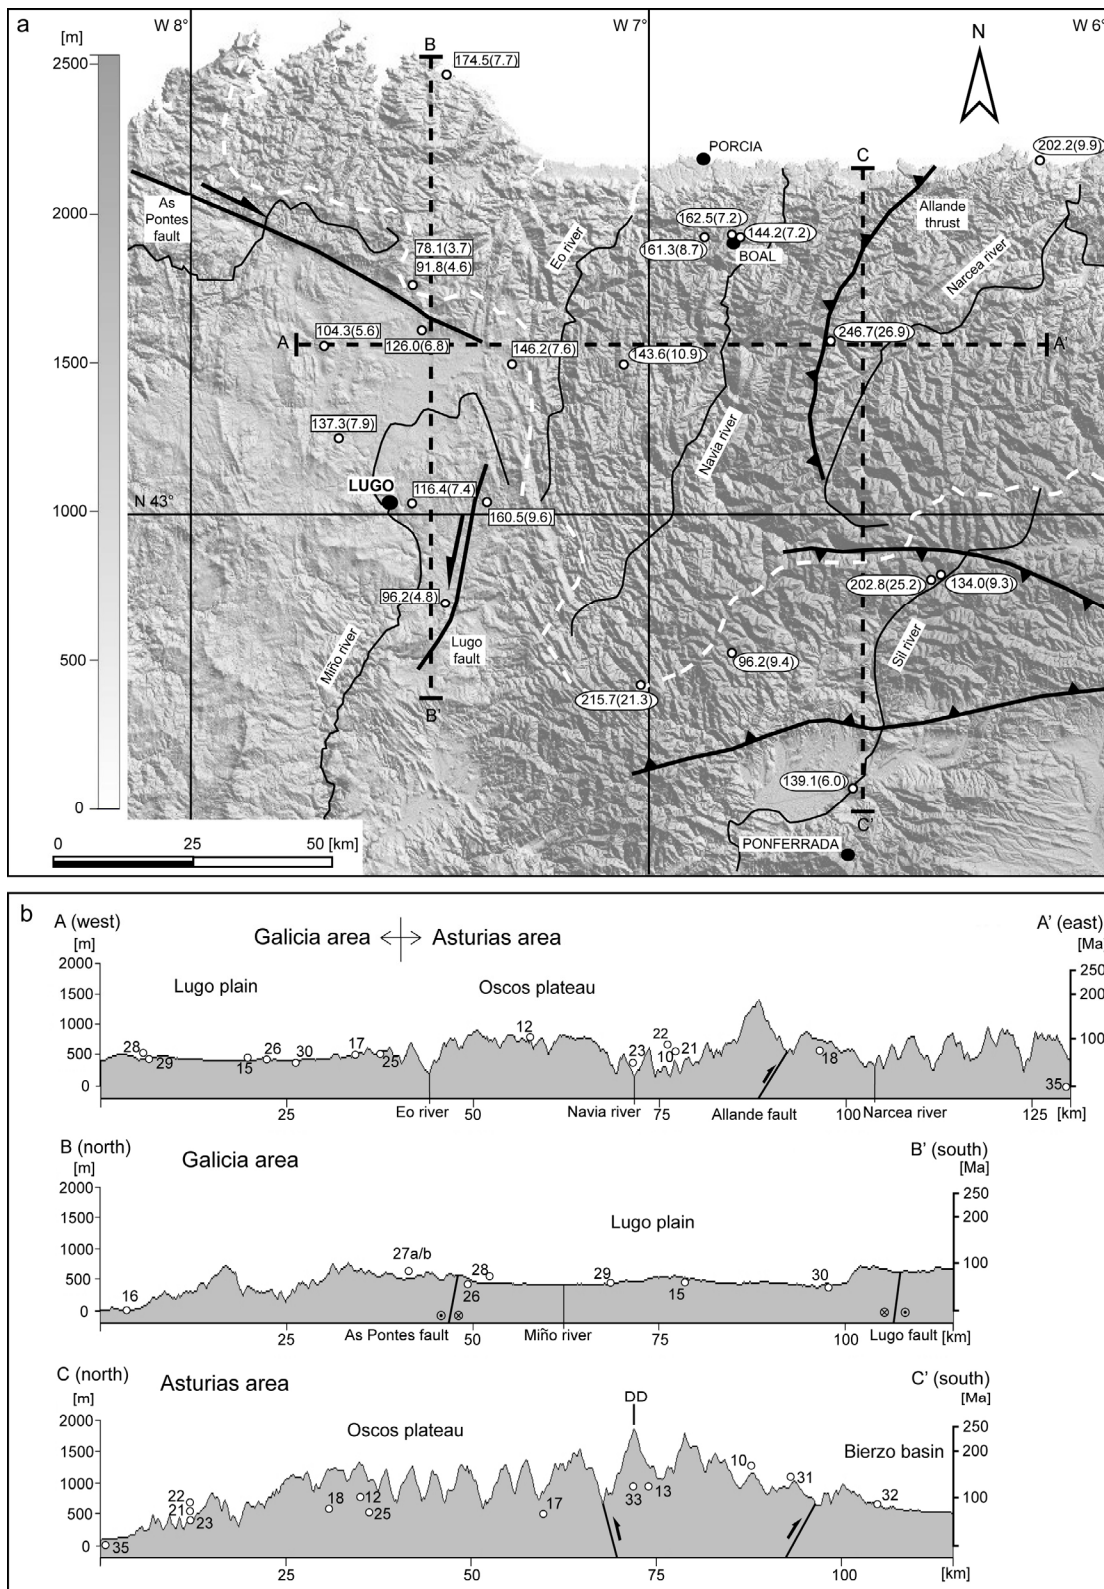 a
[m]
W 8°
W 7°
W 6°
B
N
174.5(7.7)
2500
PORCIA
C
202.2(9.9)
2000
As
Pontes
fault
Allande
thrust
162.5(7.2)
144.2(7.2)
161.3(8.7)
BOAL
Eo river
78.1(3.7)
91.8(4.6)
Narcea river
104.3(5.6)
126.0(6.8)
A
146.2(7.6)
143.6(10.9)
246.7(26.9)
A'
1500
137.3(7.9)
Navia river
LUGO
116.4(7.4)
N 43°
1000
160.5(9.6)
202.8(25.2)
134.0(9.3)
96.2(4.8)
Miño river
Lugo
fault
Sil river
500
96.2(9.4)
215.7(21.3)
B'
139.1(6.0)
0
C'
PONFERRADA
0 25 50 [km]
b
A (west)
A' (east)
[m]
[Ma]
Galicia area
Asturias area
2000
250
1500
200
1000
100
500
0
Lugo plain
Oscos plateau
28
29
15
26
30
17
25
12
23
22
10
21
18
35
25
Eo river
50
Navia river
75
Allande fault
100
Narcea river
125
[km]
B (north)
B' (south)
[m]
[Ma]
Galicia area
2000
250
1500
200
1000
100
500
0
Lugo plain
16
27a/b
28
26
29
15
30
25
As Pontes fault
50
Miño river
75
100
Lugo fault
[km]
C (north)
C' (south)
[m]
[Ma]
Asturias area
DD
2000
250
1500
200
1000
100
500
0
Oscos plateau
Bierzo basin
22
21
23
35
18
12
25
17
33
13
10
31
32
25
50
75
100
[km]